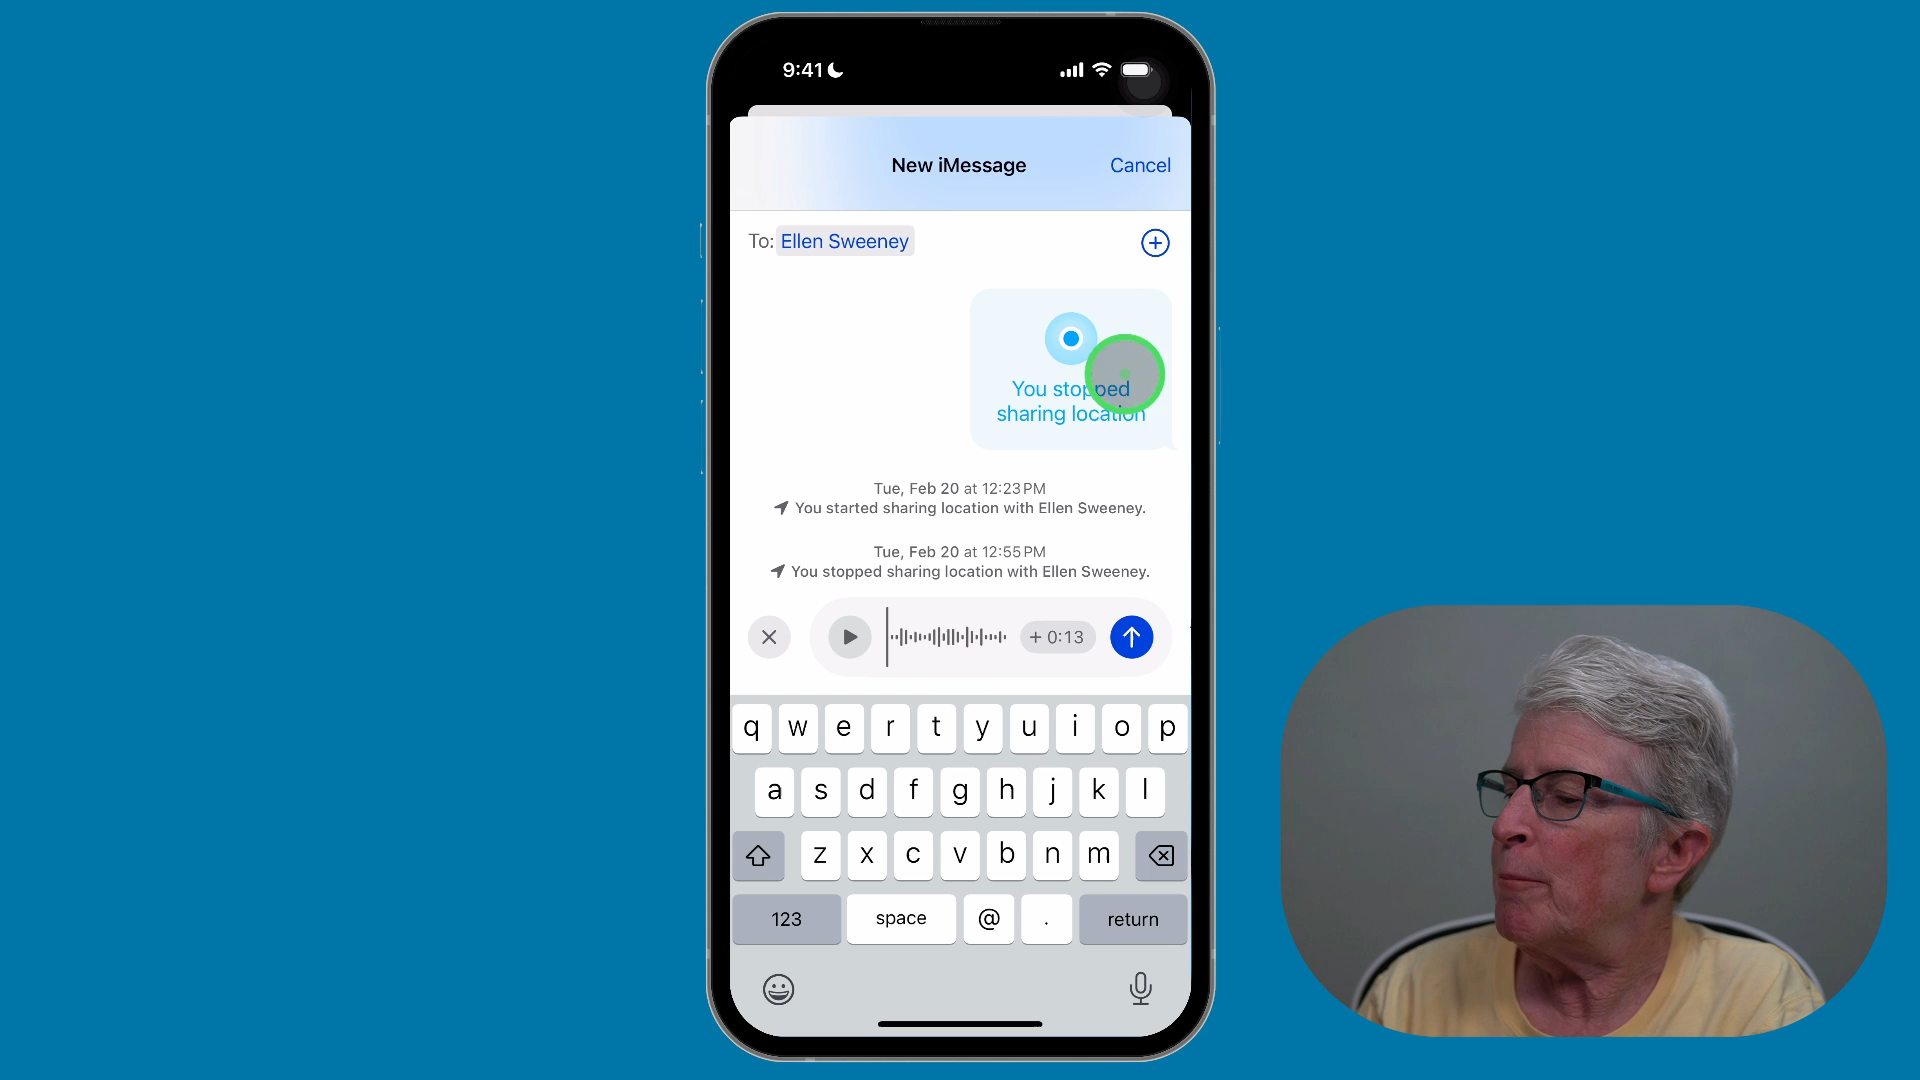 9:41
New iMessage
Cancel
To: Ellen Sweeney
You stopped
sharing location
Tue, Feb 20 at 12:23 PM
You started sharing location with Ellen Sweeney.
Tue, Feb 20 at 12:55 PM
You stopped sharing location with Ellen Sweeney.
+ 0:13
q w e r t y u i o p
a s d f g h j k l
z x c v b n m
123 space @ . return